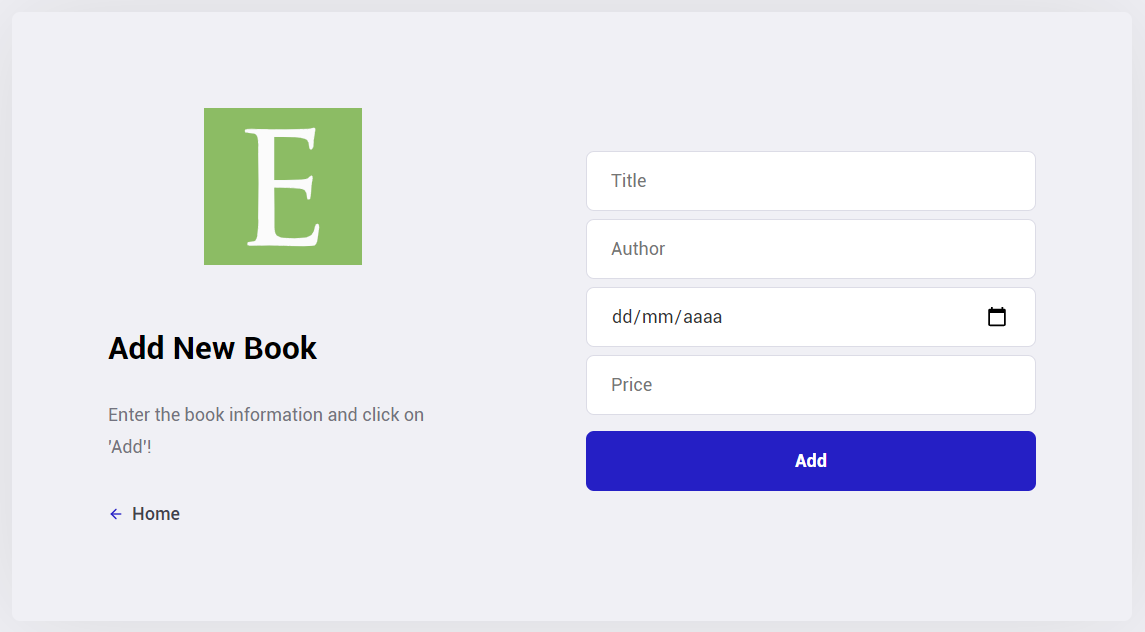 E
Add New Book
Enter the book information and click on
'Add'!
Home
Title
Author
dd/mm/aaaa
Price
Add